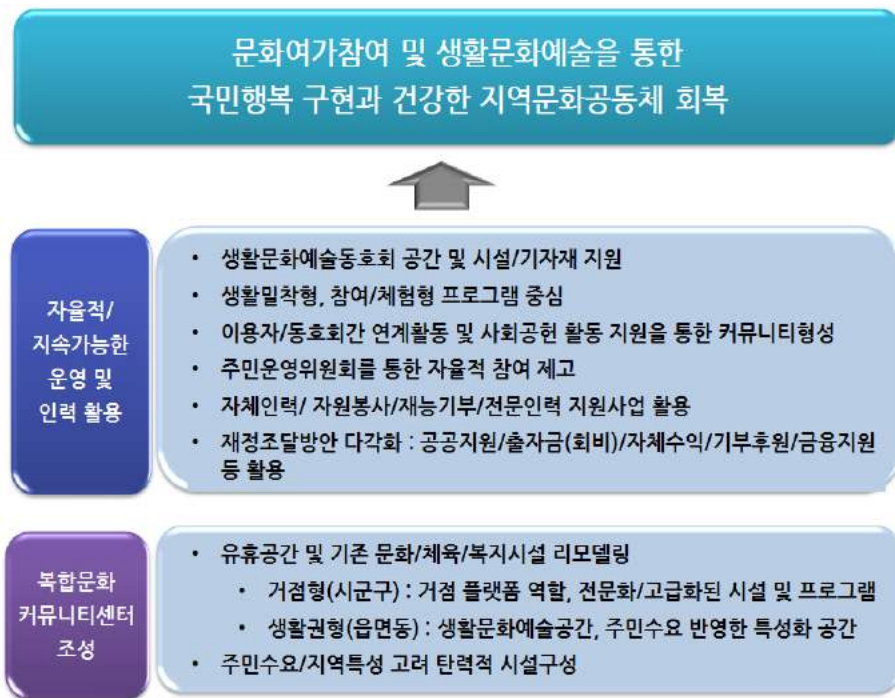 문화여가참여 및 생활문화예술을 통한
국민행복 구현과 건강한 지역문화공동체 회복
자율적/
지속가능한
운영 및
인력 활용
• 생활문화예술동호회 공간 및 시설/기자재 지원
• 생활밀착형, 참여/체험형 프로그램 중심
• 이용자/동호회간 연계활동 및 사회공헌 활동 지원을 통한 커뮤니티형성
• 주민운영위원회를 통한 자율적 참여 제고
• 자체인력/ 자원봉사/재능기부/전문인력 지원사업 활용
• 재정조달방안 다각화 : 공공지원/출자금(회비)/자체수익/기부후원/금융지원
등 활용
복합문화
커뮤니티센터
조성
• 유휴공간 및 기존 문화/체육/복지시설 리모델링
• 거점형(시군구) : 거점 플랫폼 역할, 전문화/고급화된 시설 및 프로그램
• 생활권형(읍면동) : 생활문화예술공간, 주민수요 반영한 특성화 공간
• 주민수요/지역특성 고려 탄력적 시설구성